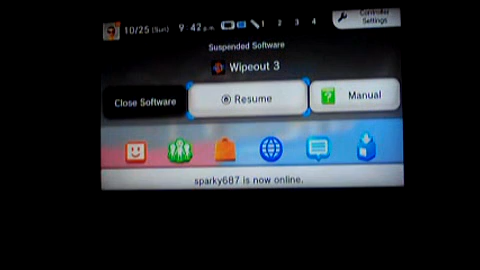 10/25 (Sun) 9 42 p.m. 1 2 3 4
Controller
Settings
Suspended Software
Wipeout 3
Close Software
Resume
? Manual
sparky687 is now online.